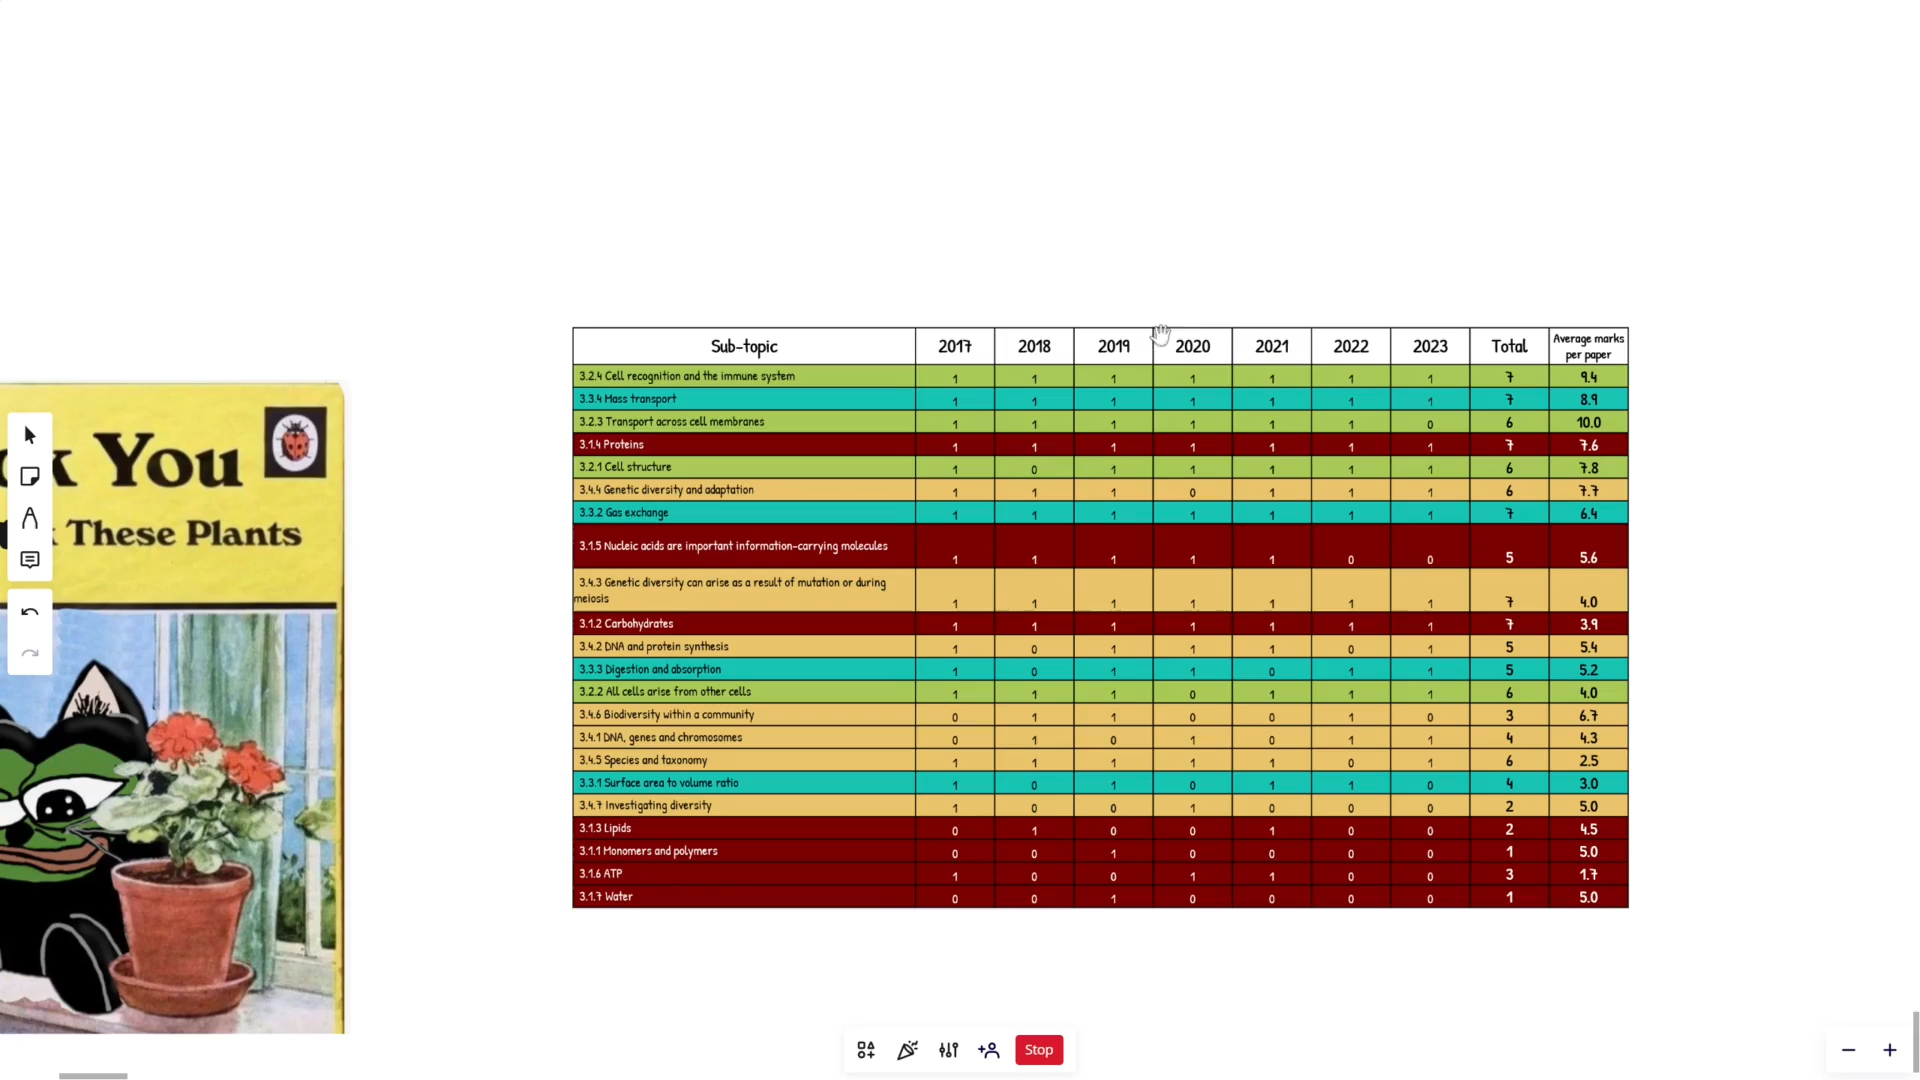 k You
These Plants
Sub-topic 2017 2018 2019 2020 2021 2022 2023 Total Average marks per paper
3.2.4 Cell recognition and the immune system 1 1 1 1 1 1 1 7 9.4
3.3.4 Mass transport 1 1 1 1 1 1 1 7 8.9
3.2.3 Transport across cell membranes 1 1 1 1 1 1 0 6 10.0
3.1.4 Proteins 1 1 1 1 1 1 1 7 7.6
3.2.1 Cell structure 1 0 1 1 1 1 1 6 7.8
3.4.4 Genetic diversity and adaptation 1 1 1 0 1 1 1 6 7.7
3.3.2 Gas exchange 1 1 1 1 1 1 1 7 6.4
3.1.5 Nucleic acids are important information-carrying molecules 1 1 1 1 1 0 0 5 5.6
3.4.3 Genetic diversity can arise as a result of mutation or during
meiosis 1 1 1 1 1 1 1 7 4.0
3.1.2 Carbohydrates 1 1 1 1 1 1 1 7 3.9
3.4.2 DNA and protein synthesis 1 0 1 1 1 0 1 5 5.4
3.3.3 Digestion and absorption 1 0 1 1 0 1 1 5 5.2
3.2.2 All cells arise from other cells 1 1 1 0 1 1 1 6 4.0
3.4.6 Biodiversity within a community 0 1 1 0 0 1 0 3 6.7
3.4.1 DNA, genes and chromosomes 0 1 0 1 0 1 1 4 4.3
3.4.5 Species and taxonomy 1 1 1 1 1 0 1 6 2.5
3.3.1 Surface area to volume ratio 1 0 1 0 1 1 0 4 3.0
3.4.7 Investigating diversity 1 0 0 1 0 0 0 2 5.0
3.1.3 Lipids 0 1 0 0 1 0 0 2 4.5
3.1.1 Monomers and polymers 0 0 1 0 0 0 0 1 5.0
3.1.6 ATP 1 0 0 1 1 0 0 3 1.7
3.1.7 Water 0 0 1 0 0 0 0 1 5.0
Stop